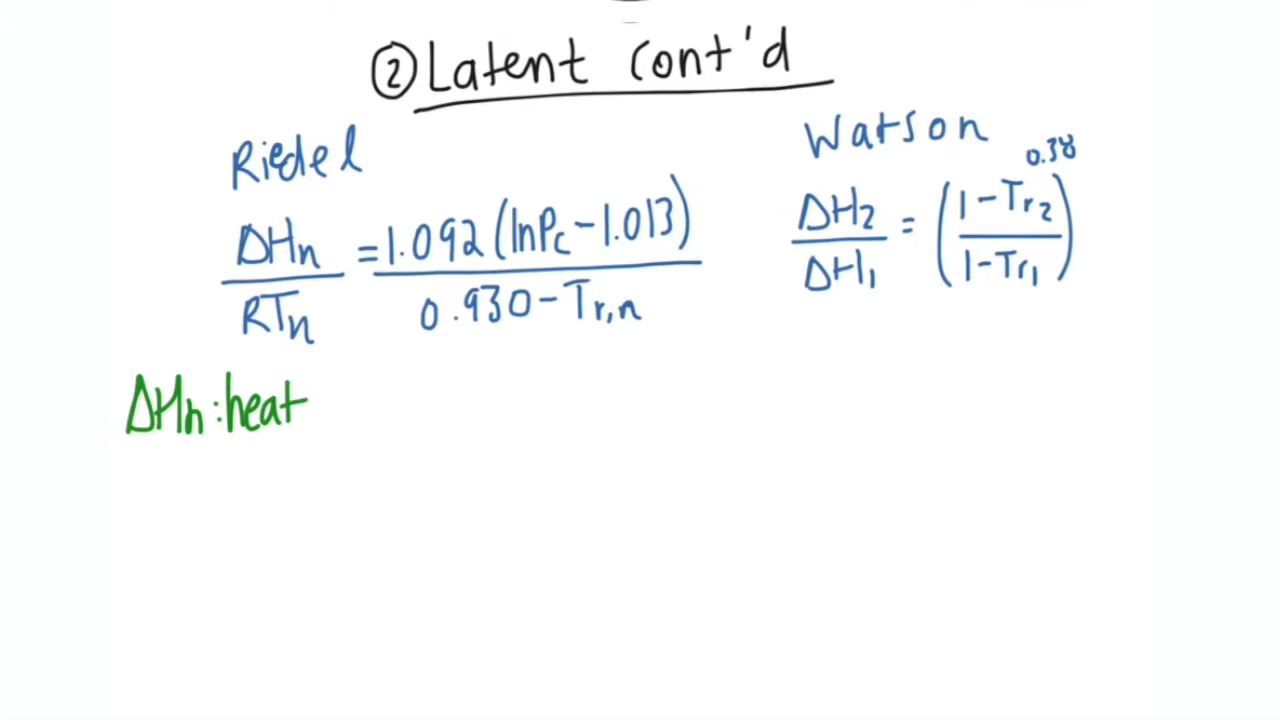 ② Latent Cont'd
Riedel
ΔHn / RTn = 1.092 (lnPc - 1.013) / 0.930 - Tr,n
Watson
ΔH2 / ΔH1 = (1 - Tr2 / 1 - Tr1)^0.38
ΔHn : heat